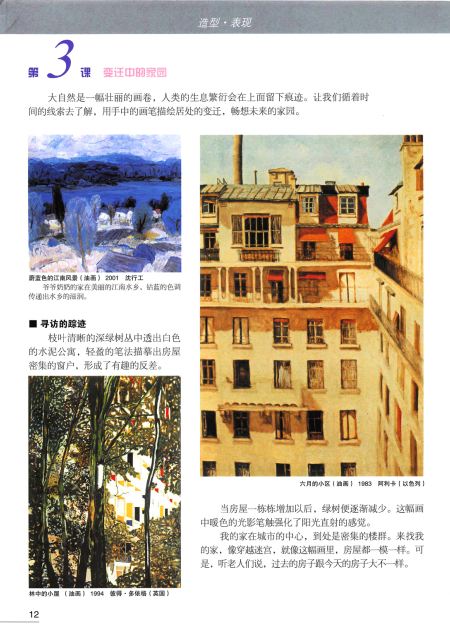 造型·表现
第3课 变迁中的家园
大自然是一幅壮丽的画卷，人类的生息繁衍会在上面留下痕迹。让我们循着时
间的线索去了解，用手中的画笔描绘居处的变迁，畅想未来的家园。
蔚蓝色的江南风景（油画） 2001 沈行工
爷爷奶奶的家在美丽的江南水乡。钴蓝的色调
传递出水乡的滋润。
■ 寻访的踪迹
枝叶清晰的深绿树丛中透出白色
的水泥公寓，轻盈的笔法描摹出房屋
密集的窗户，形成了有趣的反差。
六月的小区（油画） 1983 阿利卡（以色列）
当房屋一栋栋增加以后，绿树便逐渐减少。这幅画
中暖色的光影笔触强化了阳光直射的感觉。
我的家在城市的中心，到处是密集的楼群。来找我
的家，像穿越迷宫，就像这幅画里，房屋都一模一样。可
是，听老人们说，过去的房子跟今天的房子大不一样。
林中的小屋 （油画） 1994 彼得·多依格（英国）
12